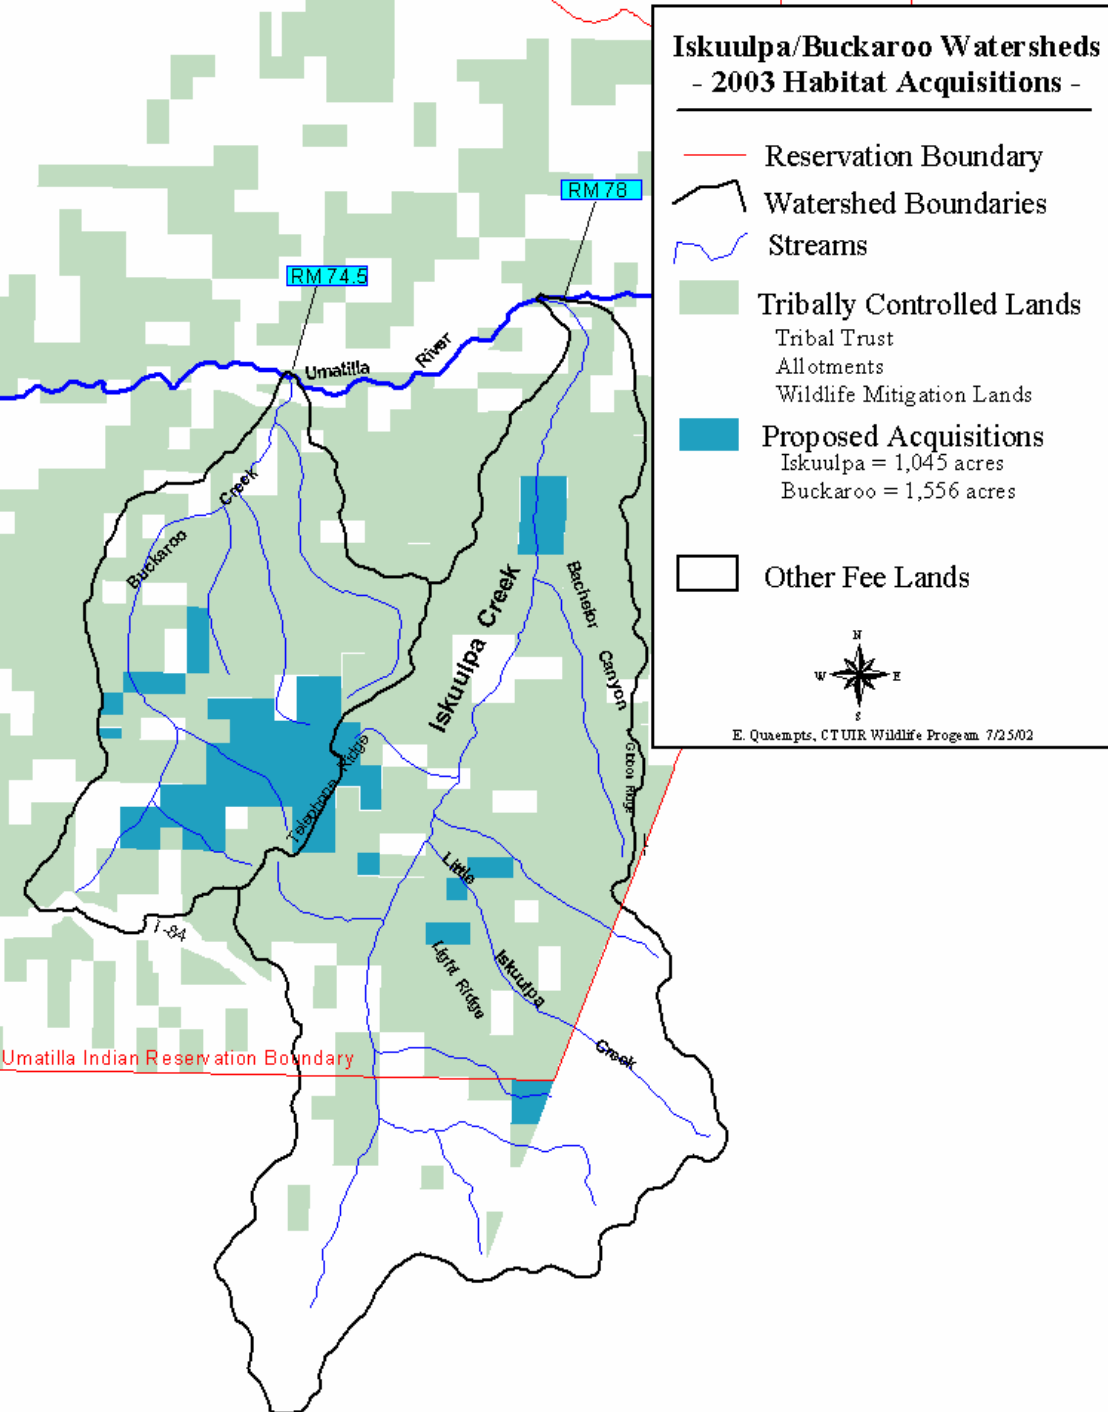 Iskuulpa/Buckaroo Watersheds
- 2003 Habitat Acquisitions -
Reservation Boundary
Watershed Boundaries
Streams
Tribally Controlled Lands
Tribal Trust
Allotments
Wildlife Mitigation Lands
Proposed Acquisitions
Iskuulpa = 1,045 acres
Buckaroo = 1,556 acres
Other Fee Lands
N
W E
S
E. Quaempts, CTUIR Wildlife Progeam 7/25/02
RM 78
RM 74.5
Umatilla River
Buckaroo Creek
Iskuulpa Creek
Bachelor Canyon
Gibbon Ridge
Telephone Ridge
Little Iskuulpa Creek
Light Ridge
I-84
Umatilla Indian Reservation Boundary